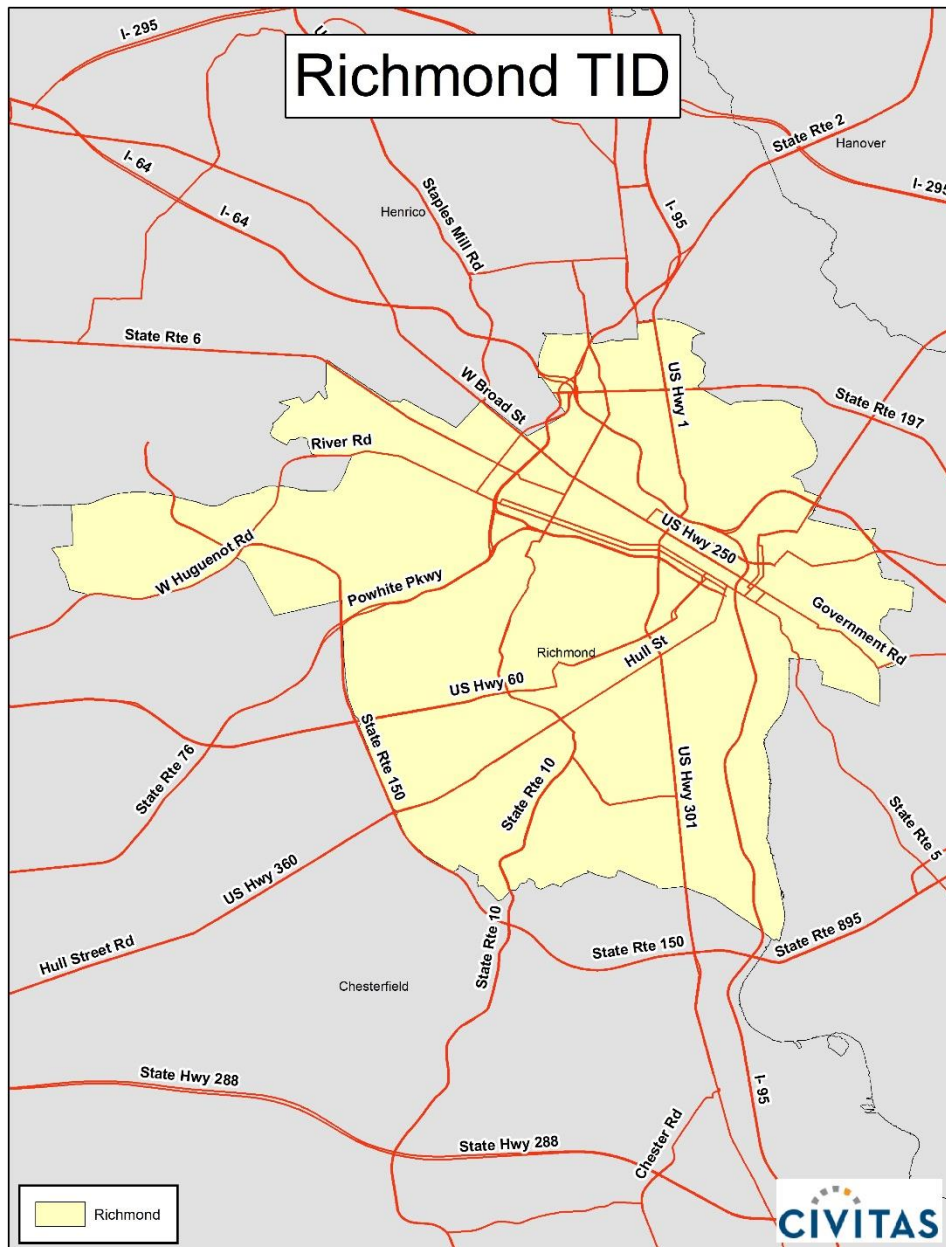 I- 295
Richmond TID
State Rte 2
Hanover
I- 64
I- 295
Henrico
Staples Mill Rd
I- 95
I- 64
State Rte 6
W Broad St
US Hwy 1
State Rte 197
River Rd
US Hwy 250
W Huguenot Rd
Powhite Pkwy
Government Rd
Richmond
Hull St
US Hwy 60
State Rte 76
State Rte 150
State Rte 10
US Hwy 301
State Rte 5
US Hwy 360
Hull Street Rd
State Rte 10
State Rte 150
State Rte 895
Chesterfield
State Hwy 288
I- 95
State Hwy 288
Chester Rd
Richmond
CIVITAS